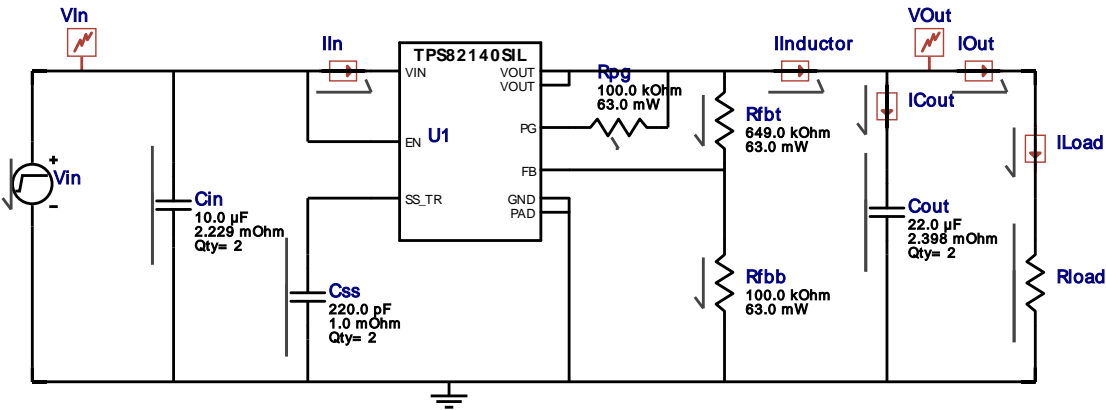 VIn
VOut
IIn
IInductor
IOut
TPS82140SIL
VIN
VOUT
VOUT
Rpg
100.0 kOhm
63.0 mW
ICout
Rfbt
649.0 kOhm
63.0 mW
PG
EN
U1
ILoad
FB
+
Vin
-
SS_TR
GND
PAD
Cin
10.0 µF
2.229 mOhm
Qty= 2
Cout
22.0 µF
2.398 mOhm
Qty= 2
Css
220.0 pF
1.0 mOhm
Qty= 2
Rfbb
100.0 kOhm
63.0 mW
Rload